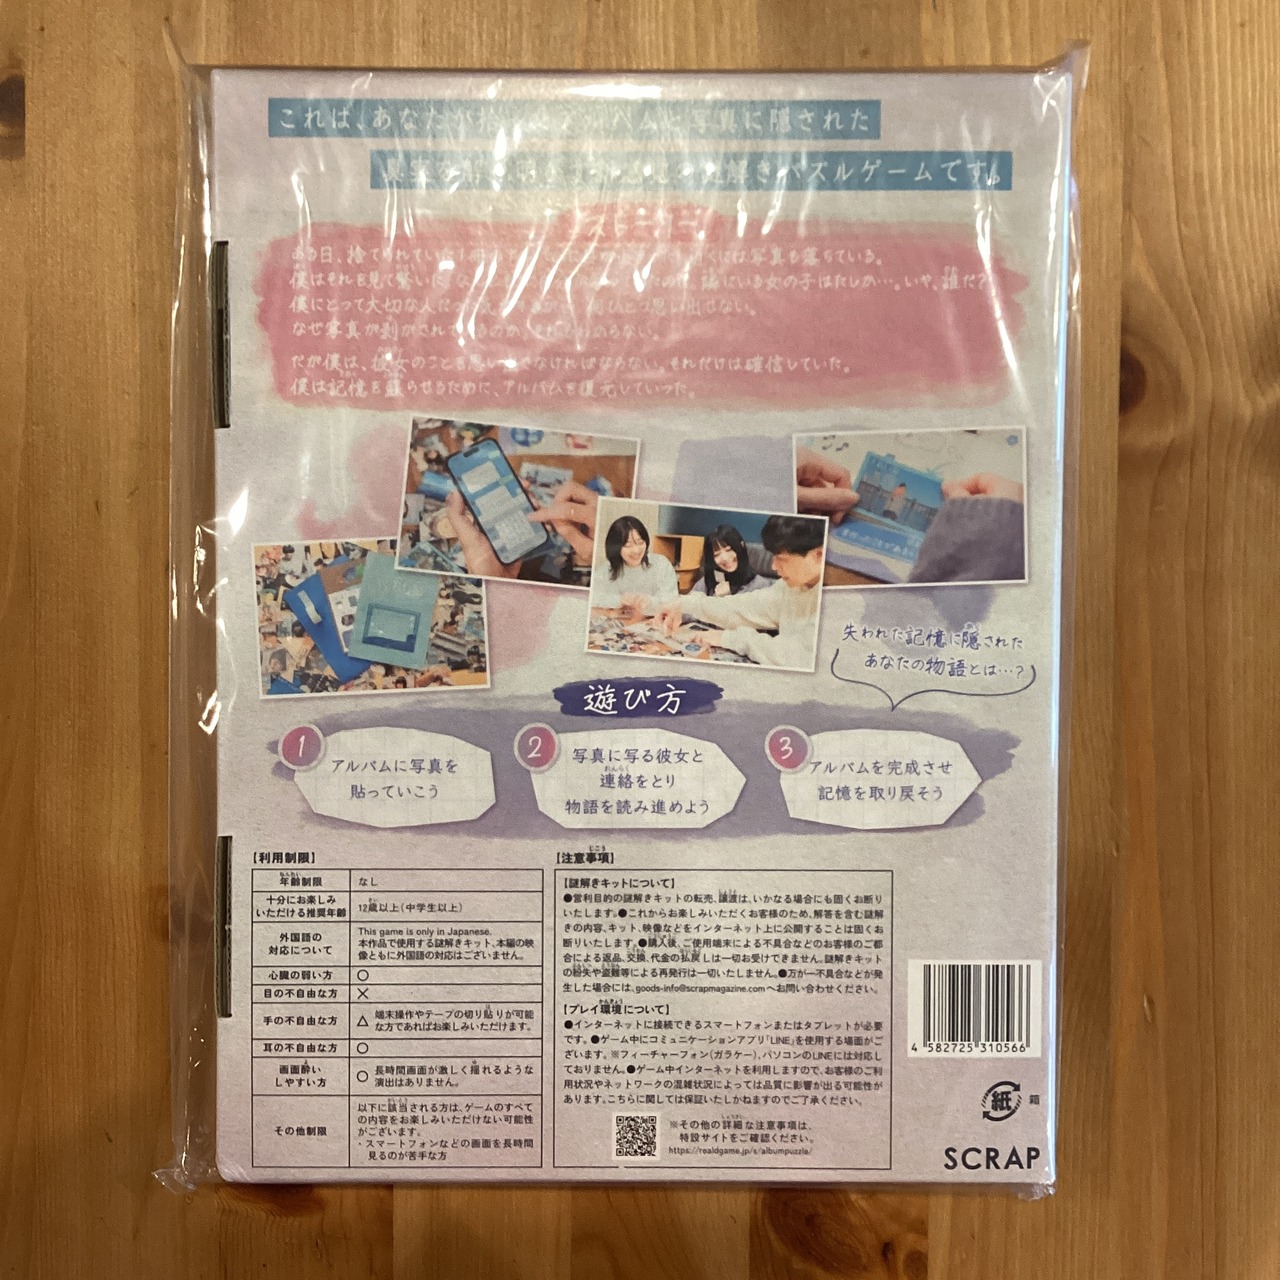 これは、あなたが拾ったアルバムと写真に隠された
解きパズルゲームです。
ある日、捨てられていた1冊の には写真も落ちている。
僕はそれを見て驚いた。 いる女の子はたしか…。いや、誰だ?
僕にとって大切な人だった 何ひとつ思い出せない。
なぜ写真が剥がされているのか、それもわからない。
だが僕は、彼女のことを思い出さなければならない。それだけは確信していた。
僕は記憶を蘇らせるために、アルバムを復元していった。
失われた記憶に隠された
あなたの物語とは…?
遊び方
1
アルバムに写真を
貼っていこう
2
写真に写る彼女と
連絡をとり
物語を読み進めよう
3
アルバムを完成させ
記憶を取り戻そう
【利用制限】
年齢制限 なし
十分にお楽しみ
いただける推奨年齢 12歳以上(中学生以上)
外国語の
対応について
This game is only in Japanese.
本作品で使用する謎解きキット、本編の映
像ともに外国語の対応はございません。
心臓の弱い方 ○
目の不自由な方 ×
手の不自由な方 △ 端末操作やテープの切り貼りが可能
な方であればお楽しみいただけます。
耳の不自由な方 ○
画面酔い
しやすい方
○ 長時間画面が激しく揺れるような
演出はありません。
その他制限
以下に該当される方は、ゲームのすべて
の内容をお楽しみいただけない可能性
がございます。
・スマートフォンなどの画面を長時間
見るのが苦手な方
【注意事項】
【謎解きキットについて】
●営利目的の謎解きキットの転売、譲渡は、いかなる場合にも固くお断り
いたします。●これからお楽しみいただくお客様のため、解答を含む謎解
きの内容、キット、映像などをインターネット上に公開することは固くお
断りいたします。●購入後、ご使用端末による不具合などのお客様のご都
合による返品、交換、代金の払戻しは一切お受けできません。謎解きキット
の紛失や盗難等による再発行は一切いたしません。●万が一不具合などが発
生した場合には、goods-info@scrapmagazine.comへお問い合わせください。
【プレイ環境について】
●インターネットに接続できるスマートフォンまたはタブレットが必要
です。●ゲーム中にコミュニケーションアプリ「LINE」を使用する場面がご
ざいます。※フィーチャーフォン(ガラケー)、パソコンのLINEには対応し
ておりません。●ゲーム中インターネットを利用しますので、お客様のご利
用状況やネットワークの混雑状況によっては品質に影響が出る可能性が
あります。こちらに関しては保証いたしかねますのでご了承ください。
※その他の詳細な注意事項は、
特設サイトをご確認ください。
https://realdgame.jp/s/albumpuzzle/
4 582725 310566
紙 箱
SCRAP